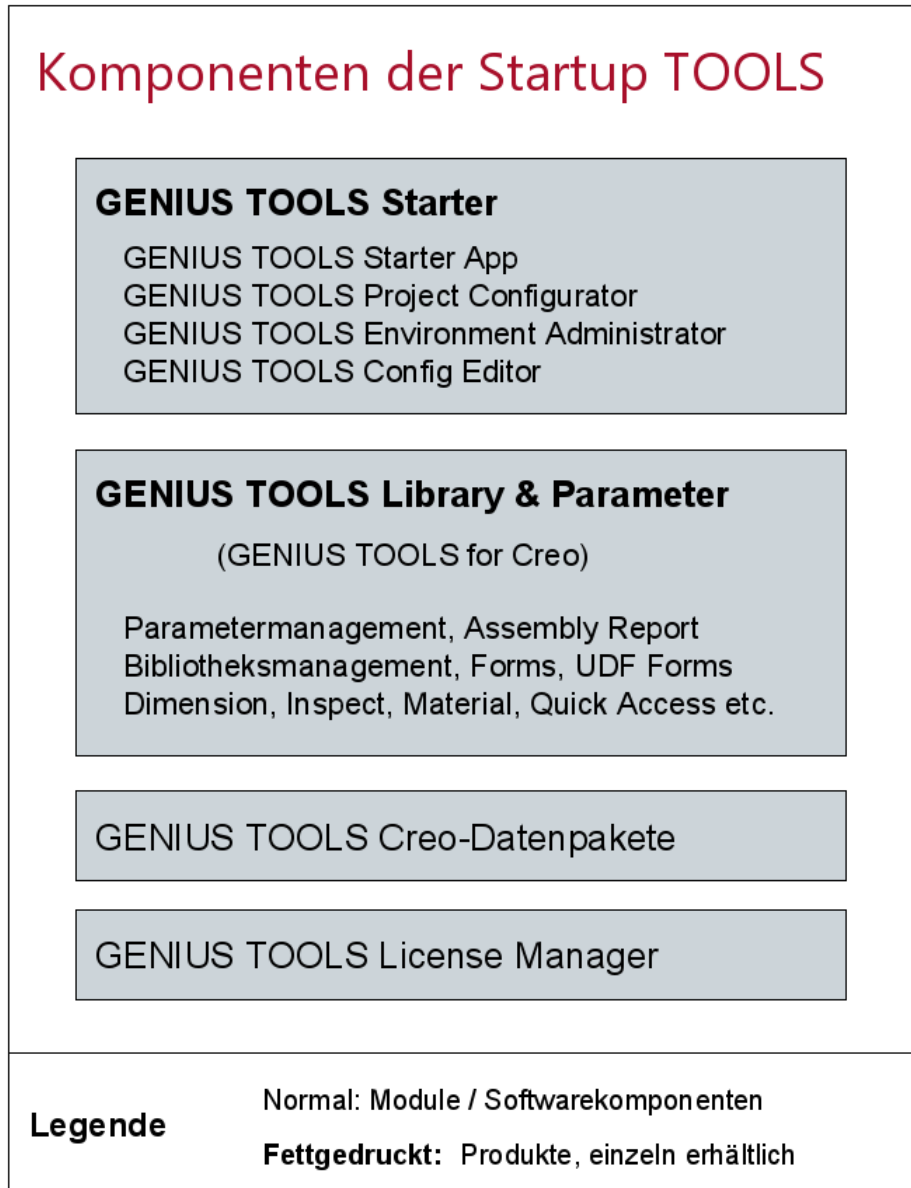 Komponenten der Startup TOOLS
GENIUS TOOLS Starter
GENIUS TOOLS Starter App
GENIUS TOOLS Project Configurator
GENIUS TOOLS Environment Administrator
GENIUS TOOLS Config Editor
GENIUS TOOLS Library & Parameter
(GENIUS TOOLS for Creo)
Parametermanagement, Assembly Report
Bibliotheksmanagement, Forms, UDF Forms
Dimension, Inspect, Material, Quick Access etc.
GENIUS TOOLS Creo-Datenpakete
GENIUS TOOLS License Manager
Legende
Normal: Module / Softwarekomponenten
Fettgedruckt: Produkte, einzeln erhältlich